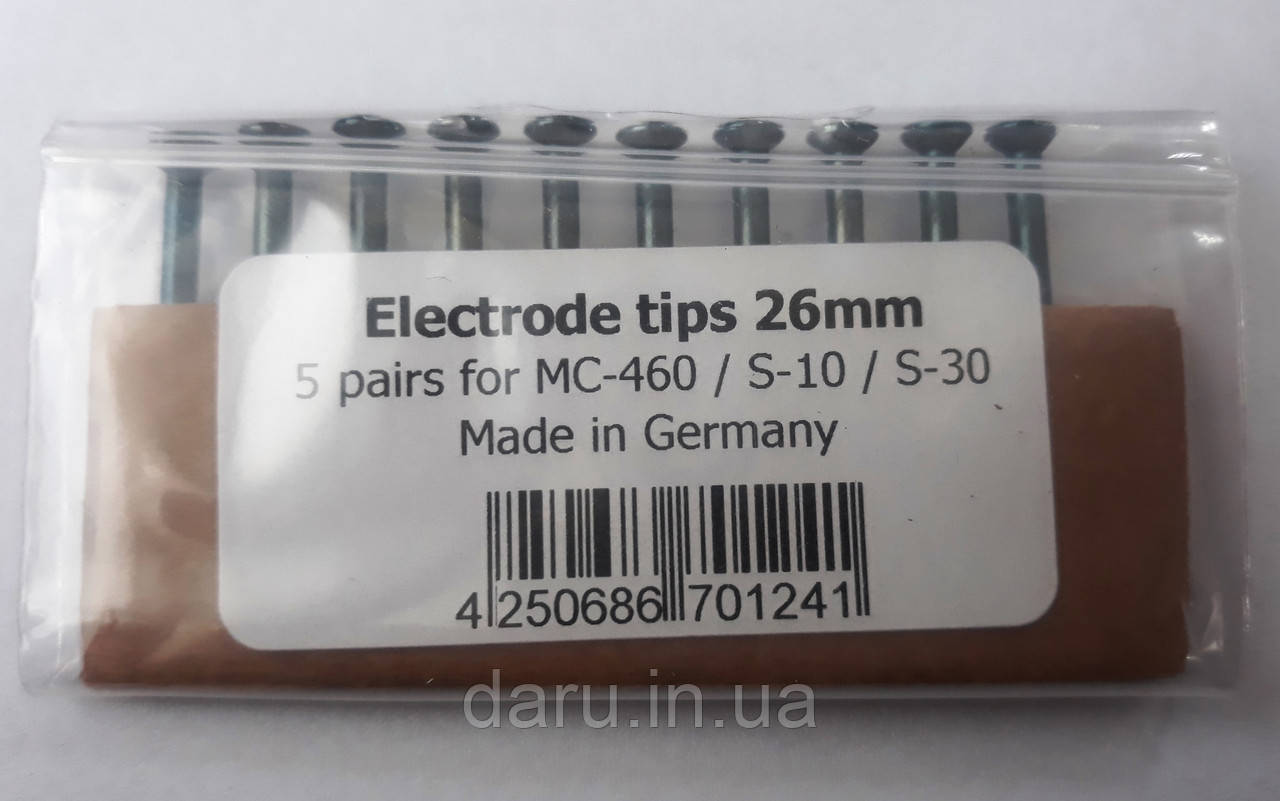 Electrode tips 26mm
5 pairs for MC-460 / S-10 / S-30
Made in Germany
4 250686 701241
daru.in.ua